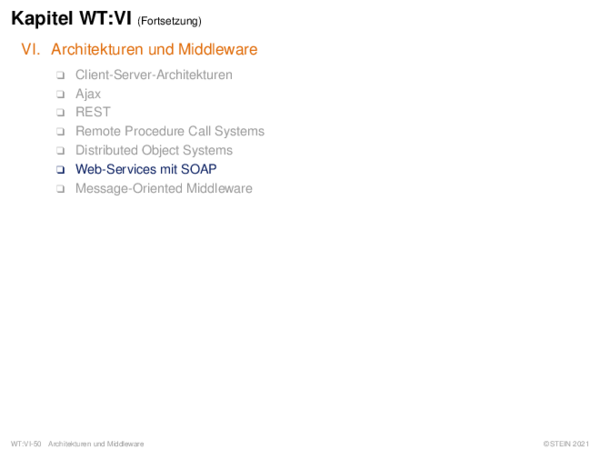 Kapitel WT:VI (Fortsetzung)
VI. Architekturen und Middleware
❑ Client-Server-Architekturen
❑ Ajax
❑ REST
❑ Remote Procedure Call Systems
❑ Distributed Object Systems
❑ Web-Services mit SOAP
❑ Message-Oriented Middleware
WT:VI-50 Architekturen und Middleware ©STEIN 2021